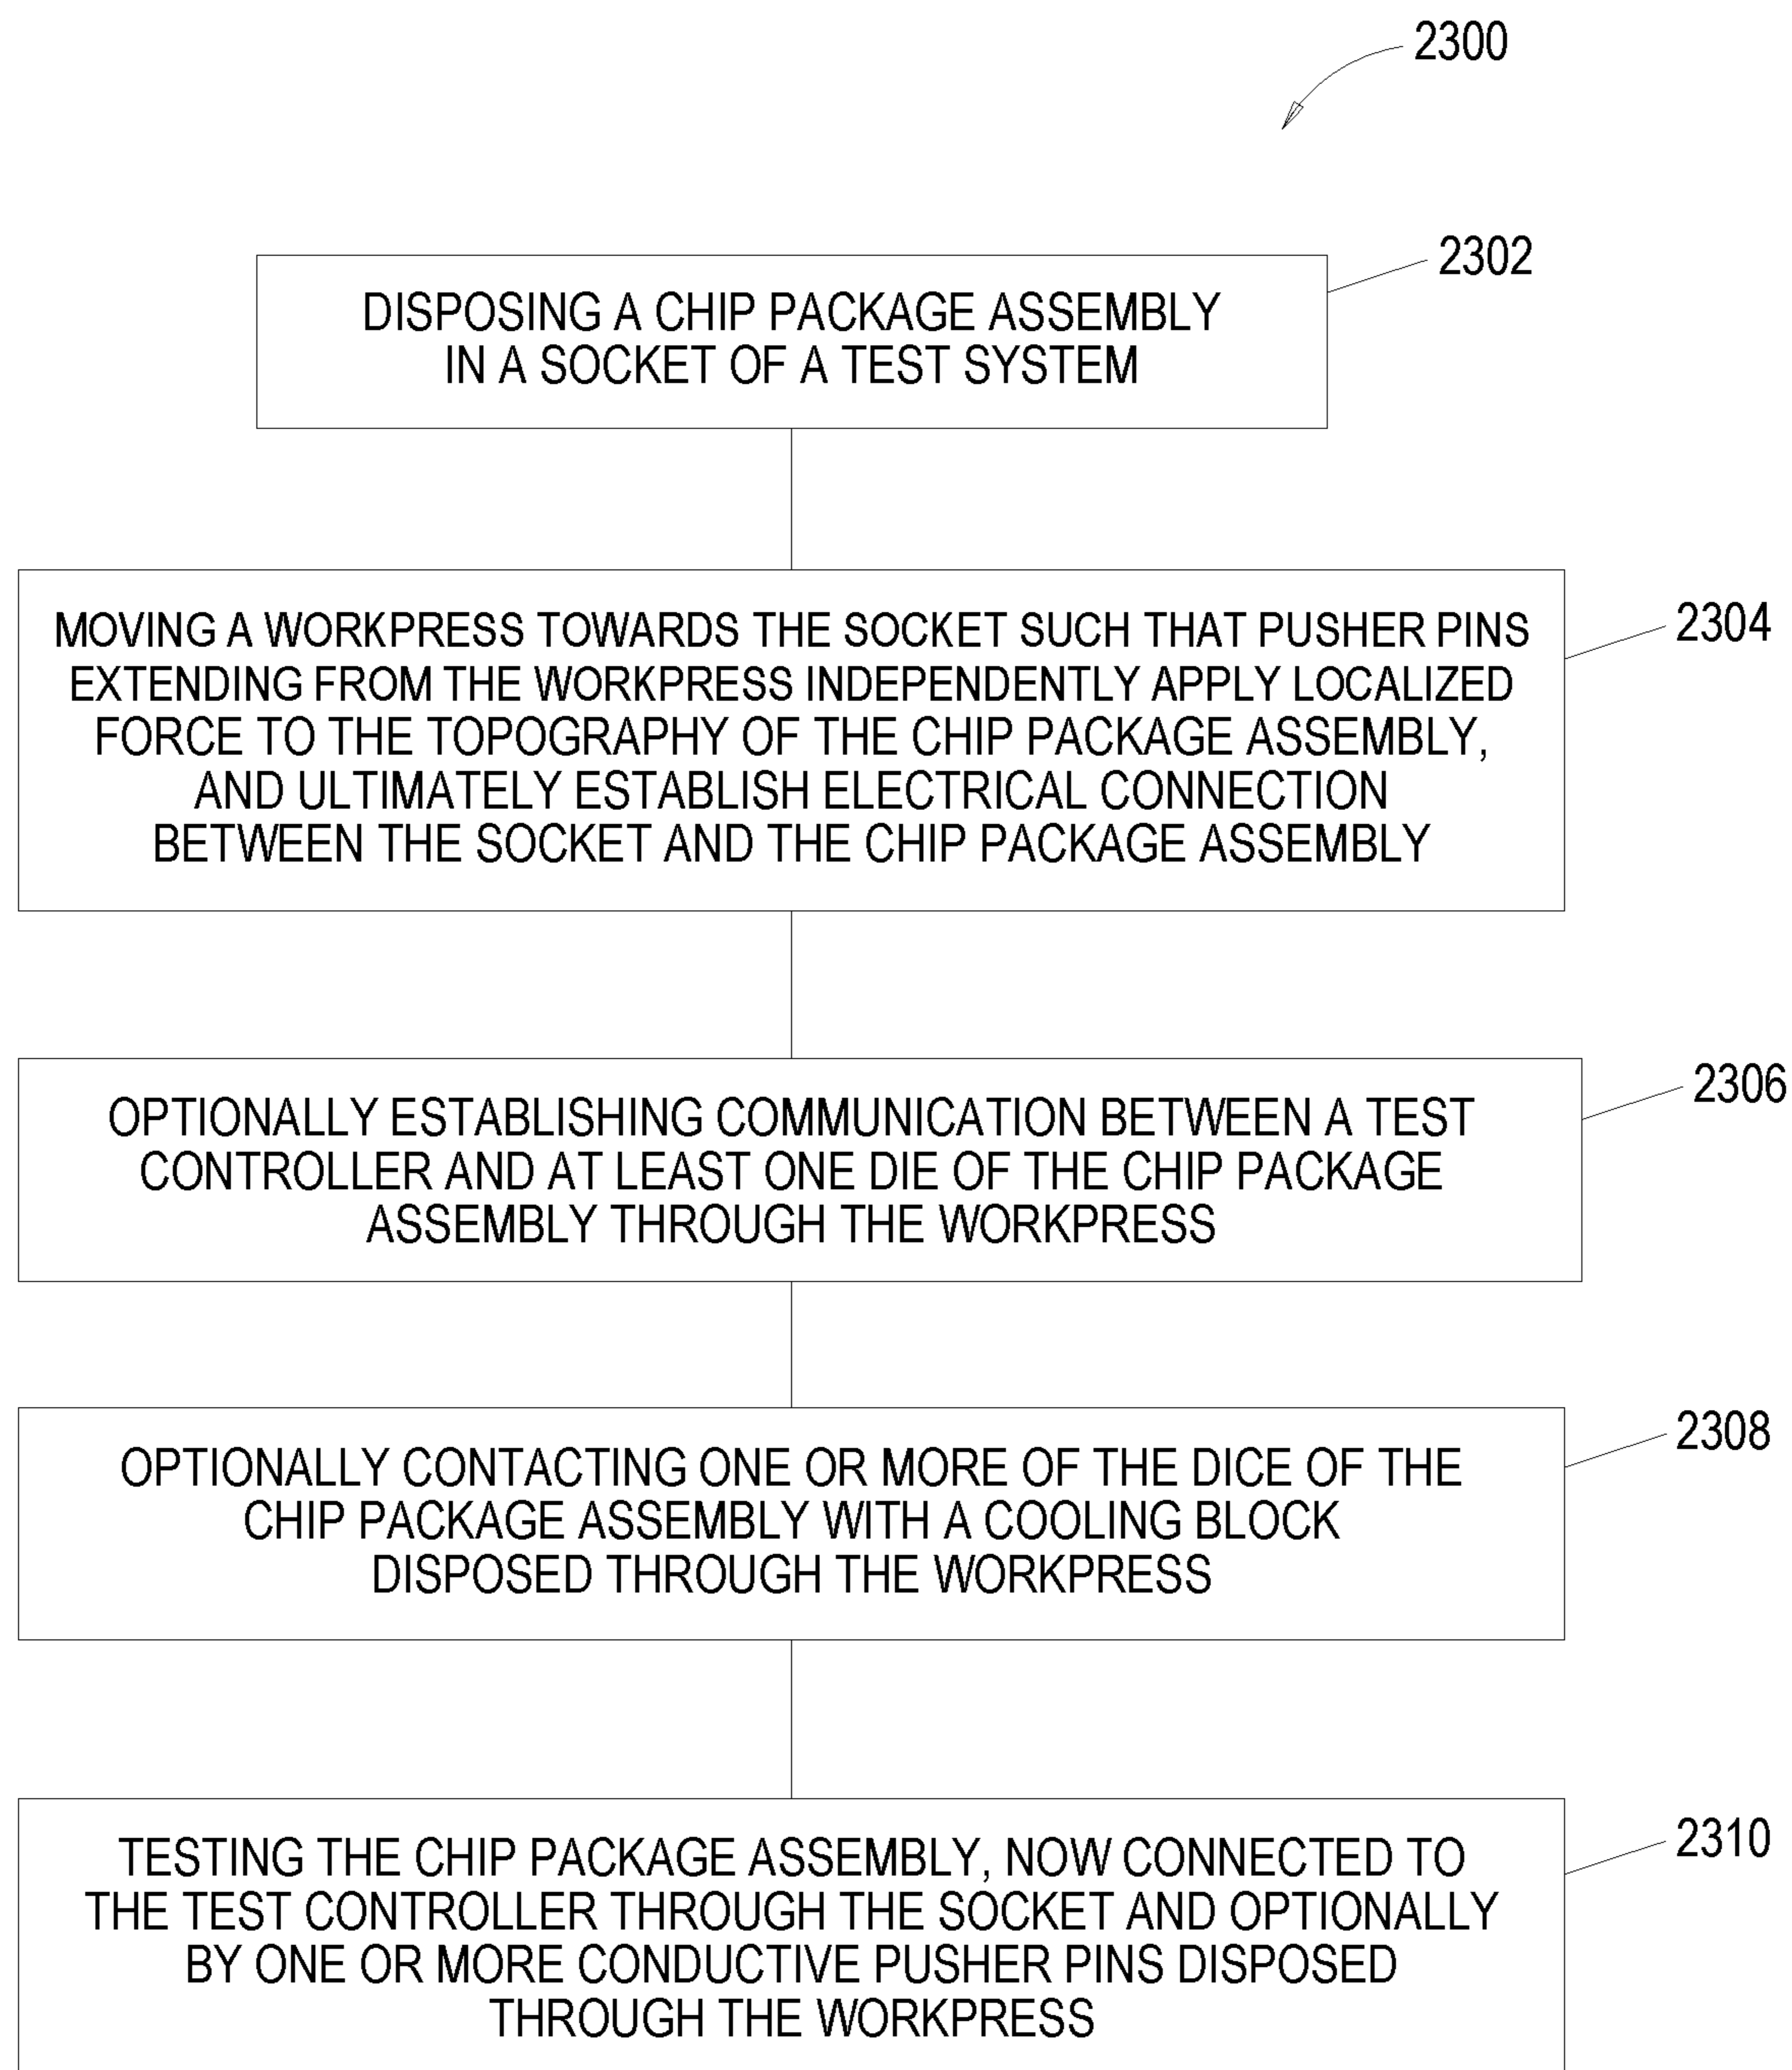 2300
2302
DISPOSING A CHIP PACKAGE ASSEMBLY
IN A SOCKET OF A TEST SYSTEM
2304
MOVING A WORKPRESS TOWARDS THE SOCKET SUCH THAT PUSHER PINS
EXTENDING FROM THE WORKPRESS INDEPENDENTLY APPLY LOCALIZED
FORCE TO THE TOPOGRAPHY OF THE CHIP PACKAGE ASSEMBLY,
AND ULTIMATELY ESTABLISH ELECTRICAL CONNECTION
BETWEEN THE SOCKET AND THE CHIP PACKAGE ASSEMBLY
2306
OPTIONALLY ESTABLISHING COMMUNICATION BETWEEN A TEST
CONTROLLER AND AT LEAST ONE DIE OF THE CHIP PACKAGE
ASSEMBLY THROUGH THE WORKPRESS
2308
OPTIONALLY CONTACTING ONE OR MORE OF THE DICE OF THE
CHIP PACKAGE ASSEMBLY WITH A COOLING BLOCK
DISPOSED THROUGH THE WORKPRESS
2310
TESTING THE CHIP PACKAGE ASSEMBLY, NOW CONNECTED TO
THE TEST CONTROLLER THROUGH THE SOCKET AND OPTIONALLY
BY ONE OR MORE CONDUCTIVE PUSHER PINS DISPOSED
THROUGH THE WORKPRESS